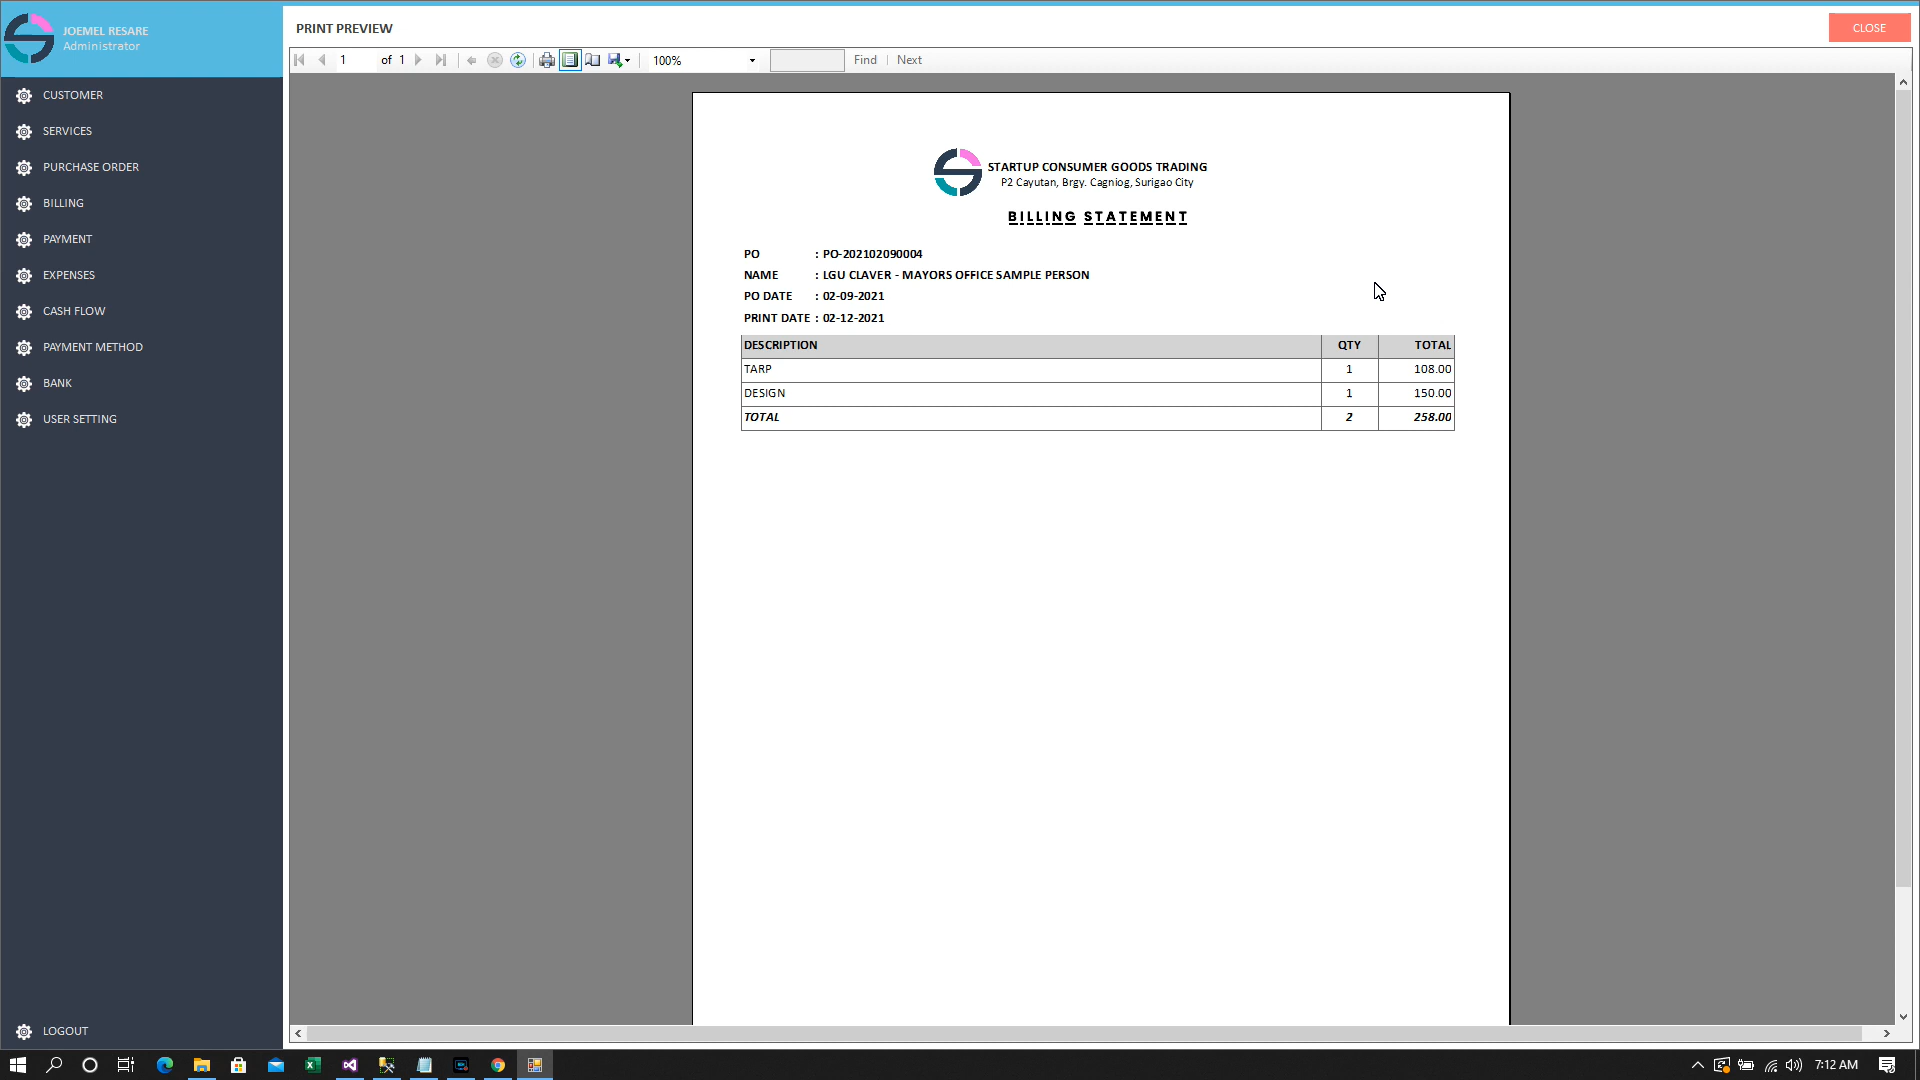 JOEMEL RESARE
Administrator
CUSTOMER
SERVICES
PURCHASE ORDER
BILLING
PAYMENT
EXPENSES
CASH FLOW
PAYMENT METHOD
BANK
USER SETTING
LOGOUT
PRINT PREVIEW
CLOSE
1 of 1 100% Find Next
STARTUP CONSUMER GOODS TRADING
P2 Cayutan, Brgy. Cagniog, Surigao City
BILLING STATEMENT
PO : PO-202102090004
NAME : LGU CLAVER - MAYORS OFFICE SAMPLE PERSON
PO DATE : 02-09-2021
PRINT DATE : 02-12-2021
DESCRIPTION QTY TOTAL
TARP 1 108.00
DESIGN 1 150.00
TOTAL 2 258.00
7:12 AM